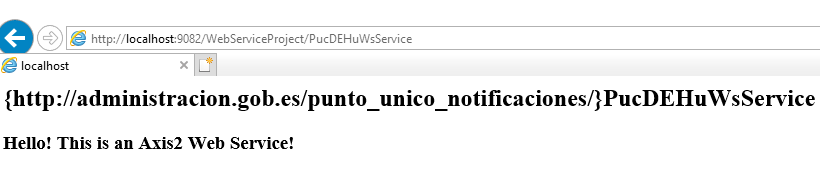 http://localhost:9082/WebServiceProject/PucDEHuWsService
localhost
{http://administracion.gob.es/punto_unico_notificaciones/}PucDEHuWsService
Hello! This is an Axis2 Web Service!